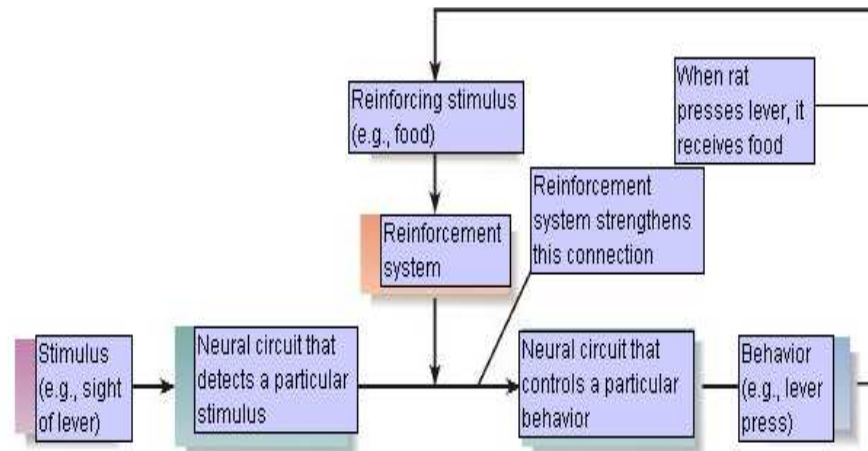 Reinforcing stimulus
(e.g., food)
When rat
presses lever, it
receives food
Reinforcement
system strengthens
this connection
Reinforcement
system
Stimulus
(e.g., sight
of lever)
Neural circuit that
detects a particular
stimulus
Neural circuit that
controls a particular
behavior
Behavior
(e.g., lever
press)